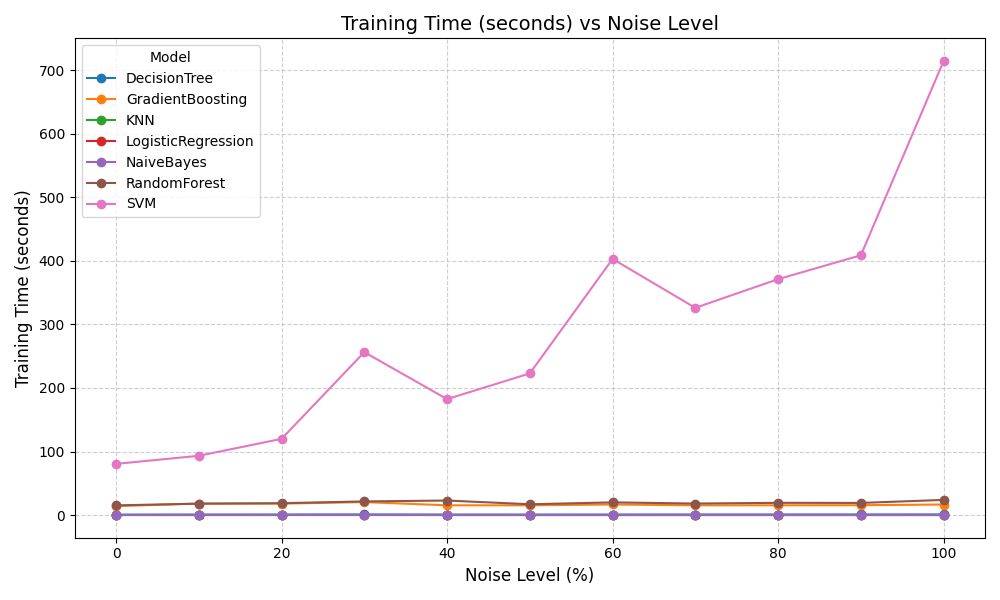 Training Time (seconds) vs Noise Level
Model
DecisionTree
GradientBoosting
KNN
LogisticRegression
NaiveBayes
RandomForest
SVM
Training Time (seconds)
700
600
500
400
300
200
100
0
0 20 40 60 80 100
Noise Level (%)